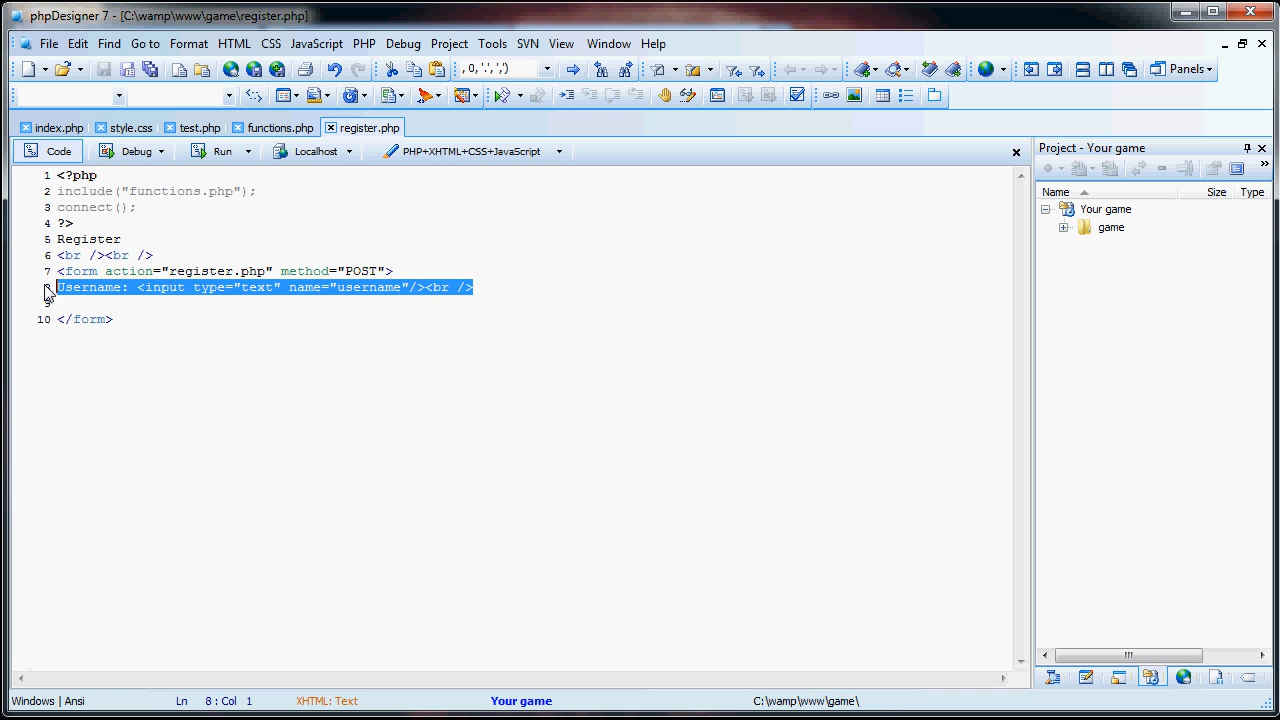 phpDesigner 7 - [C:\wamp\www\game\register.php]
File Edit Find Go to Format HTML CSS JavaScript PHP Debug Project Tools SVN View Window Help
, 0, '.', ',') Panels
index.php style.css test.php functions.php register.php
Code Debug Run Localhost PHP+XHTML+CSS+JavaScript
1 <?php
2 include("functions.php");
3 connect();
4 ?>
5 Register
6 <br /><br />
7 <form action="register.php" method="POST">
8 Username: <input type="text" name="username"/><br />
9
10 </form>
Project - Your game
Name Size Type
Your game
game
Windows | Ansi Ln 8 : Col 1 XHTML: Text Your game C:\wamp\www\game\